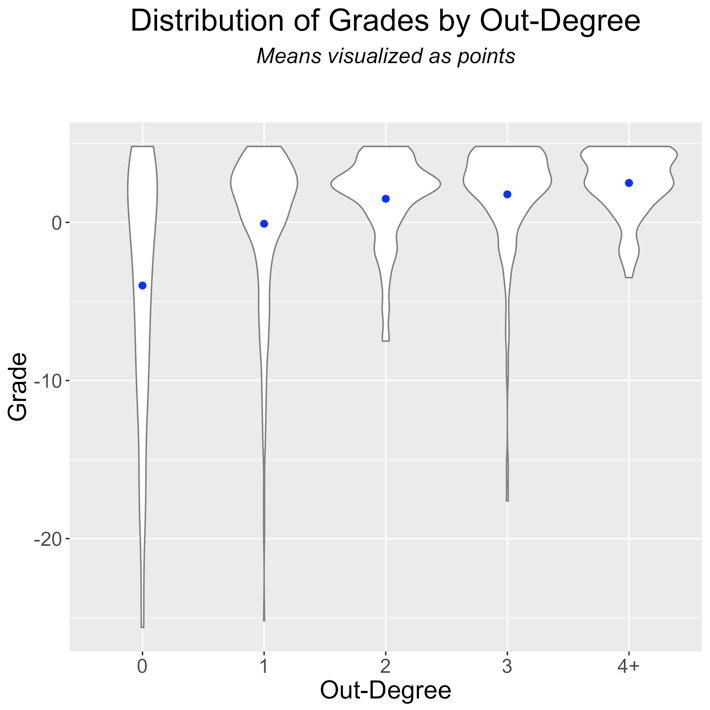 Distribution of Grades by Out-Degree
Means visualized as points
Grade
0
-10
-20
0 1 2 3 4+
Out-Degree